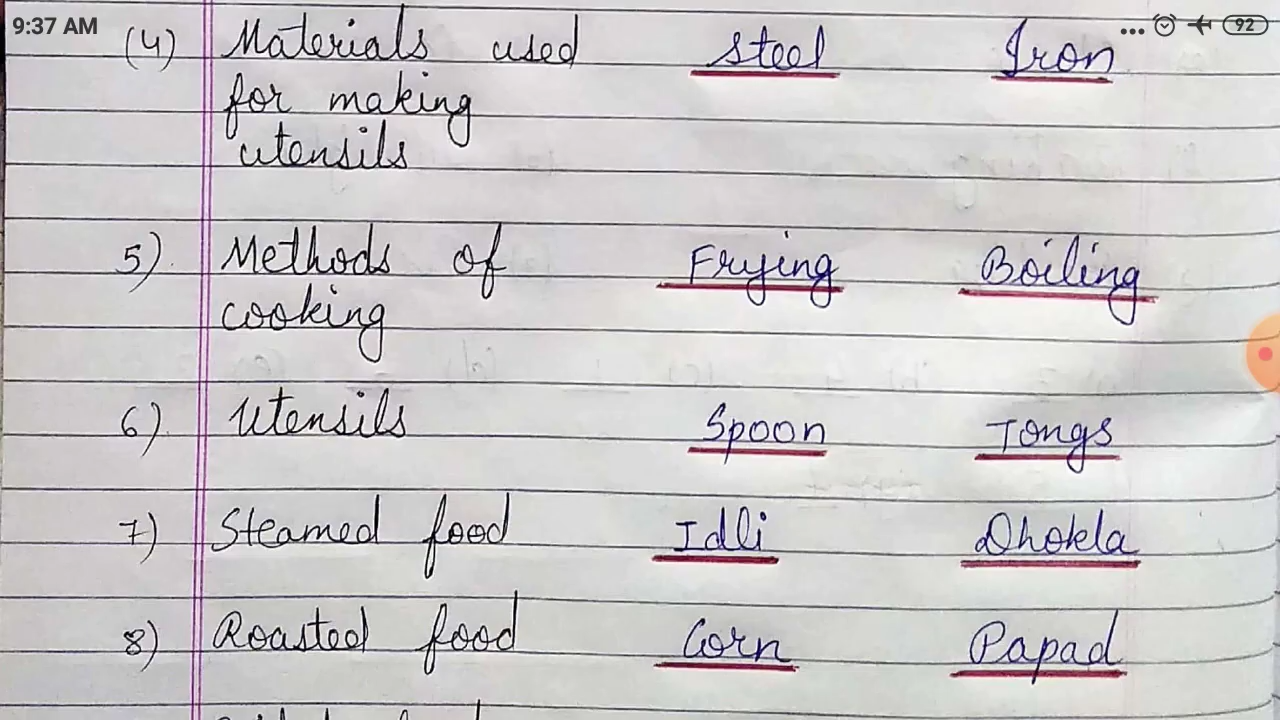 9:37 AM ... 92
(4) Materials used steel Iron
for making
utensils
5) Methods of Frying Boiling
cooking
6) Utensils Spoon Tongs
7) Steamed food Idli Dhokla
8) Roasted food Corn Papad